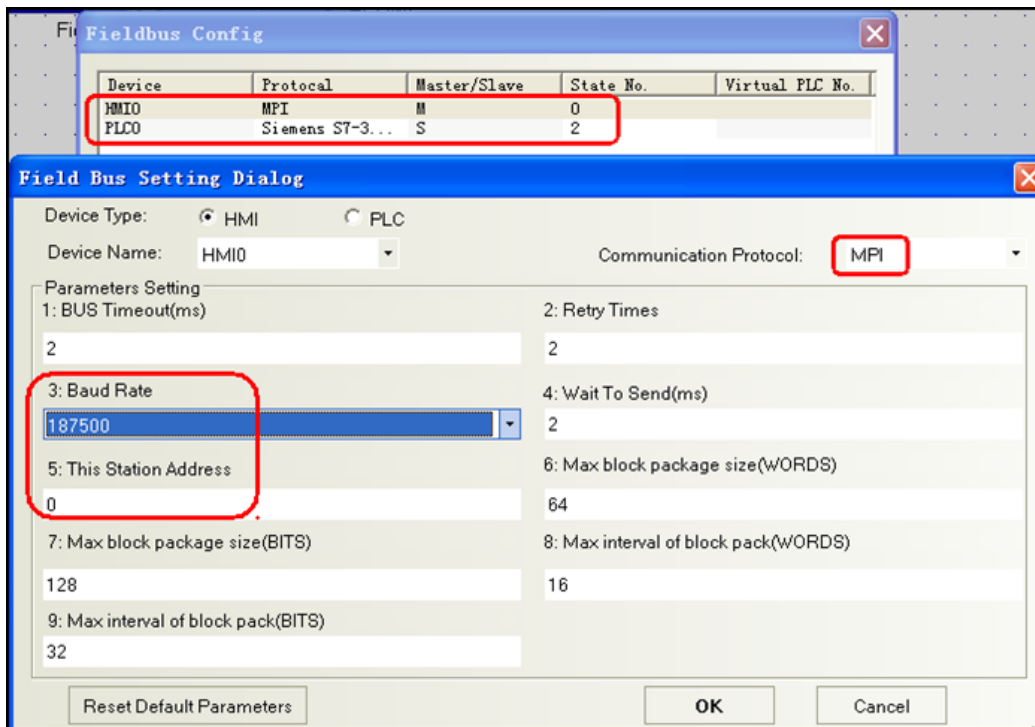 Fi
Fieldbus Config
Device Protocal Master/Slave State No. Virtual PLC No.
HMI0 MPI M 0
PLC0 Siemens S7-3... S 2
Field Bus Setting Dialog
Device Type: HMI PLC
Device Name: HMI0 Communication Protocol: MPI
Parameters Setting
1: BUS Timeout(ms) 2: Retry Times
2 2
3: Baud Rate 4: Wait To Send(ms)
187500 2
5: This Station Address 6: Max block package size(WORDS)
0 64
7: Max block package size(BITS) 8: Max interval of block pack(WORDS)
128 16
9: Max interval of block pack(BITS)
32
Reset Default Parameters OK Cancel